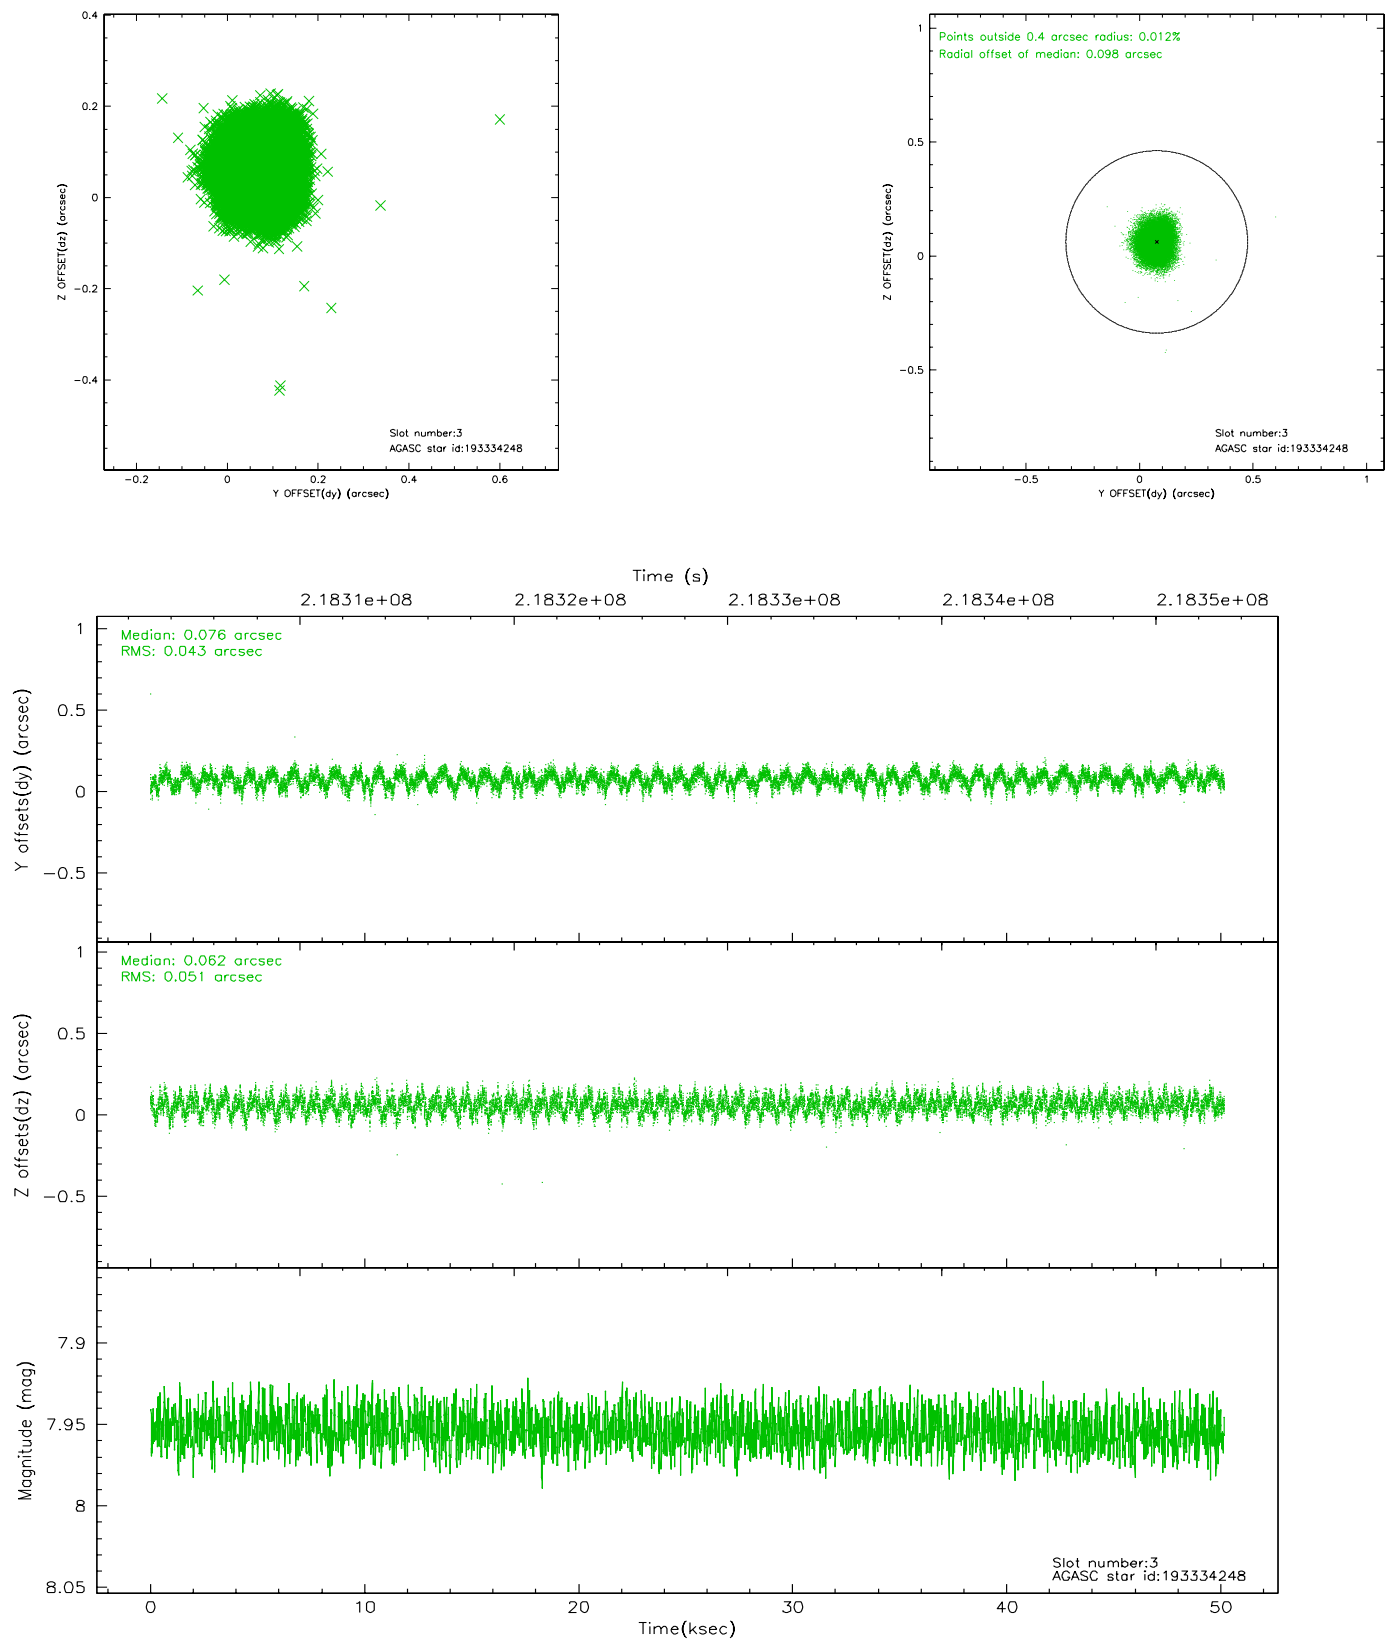 0.4
0.2
0
−0.2
−0.4
Z OFFSET(dz) (arcsec)
−0.2 0 0.2 0.4 0.6
Y OFFSET(dy) (arcsec)
Slot number:3
AGASC star id:193334248
Points outside 0.4 arcsec radius: 0.012%
Radial offset of median: 0.098 arcsec
1
0.5
0
−0.5
Z OFFSET(dz) (arcsec)
−0.5 0 0.5 1
Y OFFSET(dy) (arcsec)
Slot number:3
AGASC star id:193334248
Time (s)
2.1831e+08 2.1832e+08 2.1833e+08 2.1834e+08 2.1835e+08
Median: 0.076 arcsec
RMS: 0.043 arcsec
1
0.5
0
−0.5
Y offsets(dy) (arcsec)
Median: 0.062 arcsec
RMS: 0.051 arcsec
1
0.5
0
−0.5
Z offsets(dz) (arcsec)
7.9
7.95
8
8.05
Magnitude (mag)
Slot number:3
AGASC star id:193334248
0 10 20 30 40 50
Time(ksec)